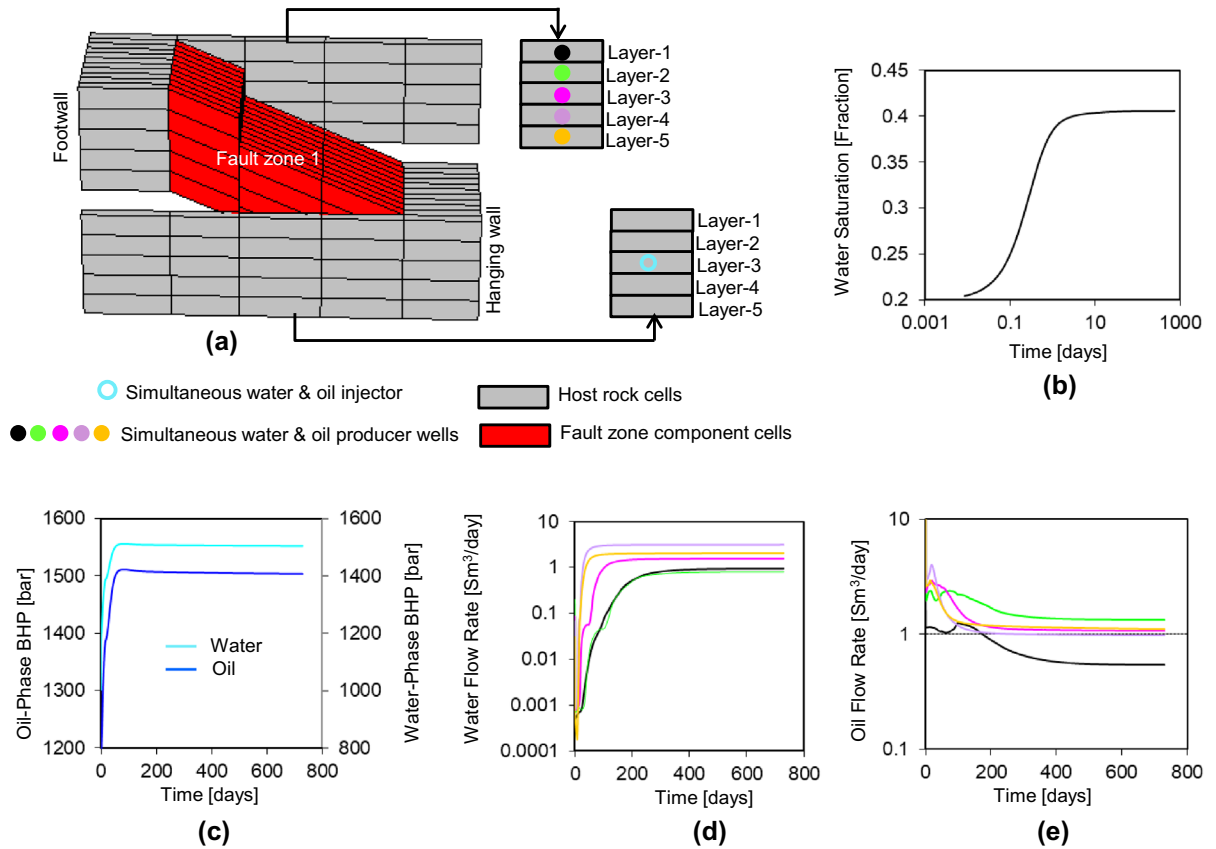 Footwall
Fault zone 1
Hanging wall
Layer-1
Layer-2
Layer-3
Layer-4
Layer-5
Layer-1
Layer-2
Layer-3
Layer-4
Layer-5
(a)
Water Saturation [Fraction]
0.45
0.4
0.35
0.3
0.25
0.2
0.001
0.1
10
1000
Time [days]
(b)
Simultaneous water & oil injector
Host rock cells
Simultaneous water & oil producer wells
Fault zone component cells
Oil-Phase BHP [bar]
1600
1500
1400
1300
1200
Water
Oil
1600
1400
1200
1000
800
Water-Phase BHP [bar]
0
200
400
600
800
Time [days]
(c)
Water Flow Rate [Sm³/day]
10
1
0.1
0.01
0.001
0.0001
0
200
400
600
800
Time [days]
(d)
Oil Flow Rate [Sm³/day]
10
1
0.1
1
0
200
400
600
800
Time [days]
(e)